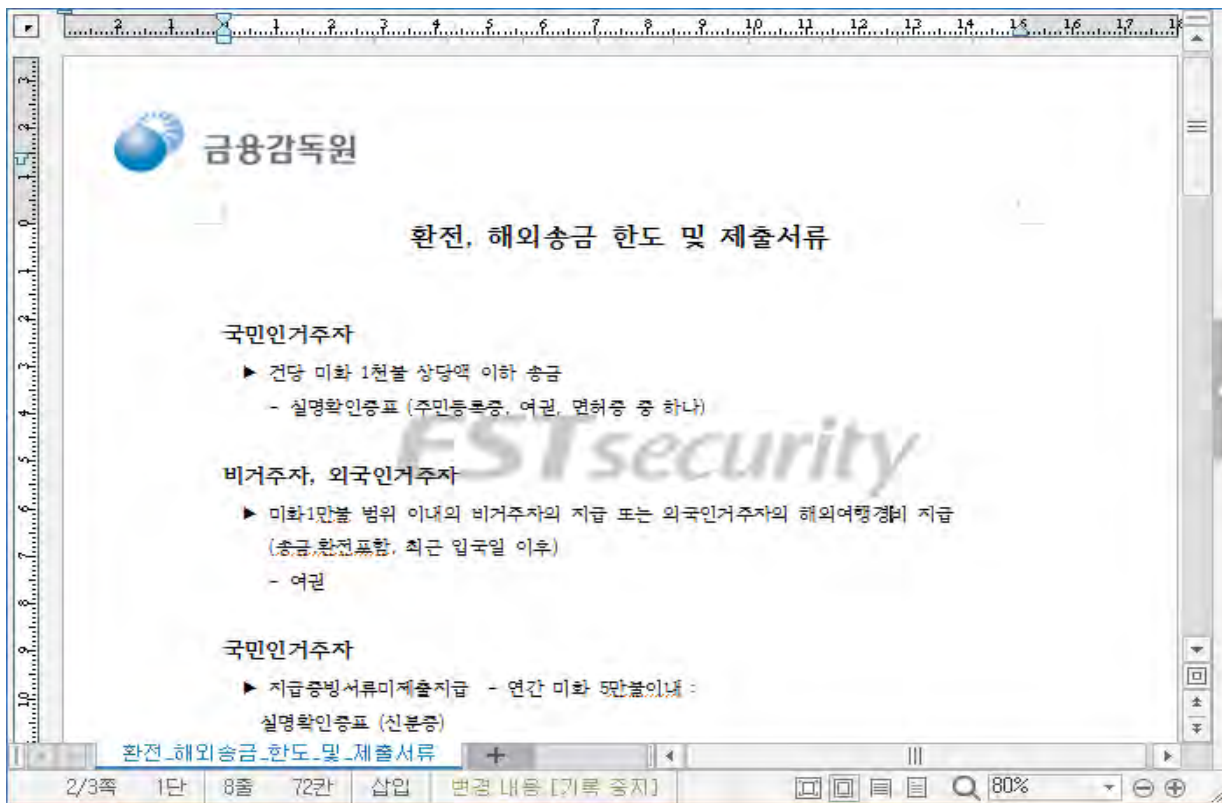 금융감독원
환전, 해외송금 한도 및 제출서류
국민인거주자
▶ 건당 미화 1천불 상당액 이하 송금
- 실명확인증표 (주민등록증, 여권, 면허증 중 하나)
ESTsecurity
비거주자, 외국인거주자
▶ 미화1만불 범위 이내의 비거주자의 지급 또는 외국인거주자의 해외여행경비 지급
(송금,환전포함, 최근 입국일 이후)
- 여권
국민인거주자
▶ 지급증빙서류미제출지급 - 연간 미화 5만불이내 :
실명확인증표 (신분증)
환전_해외송금_한도_및_제출서류
2/3쪽 1단 8줄 72칸 삽입 변경 내용 [기록 중지] 80%